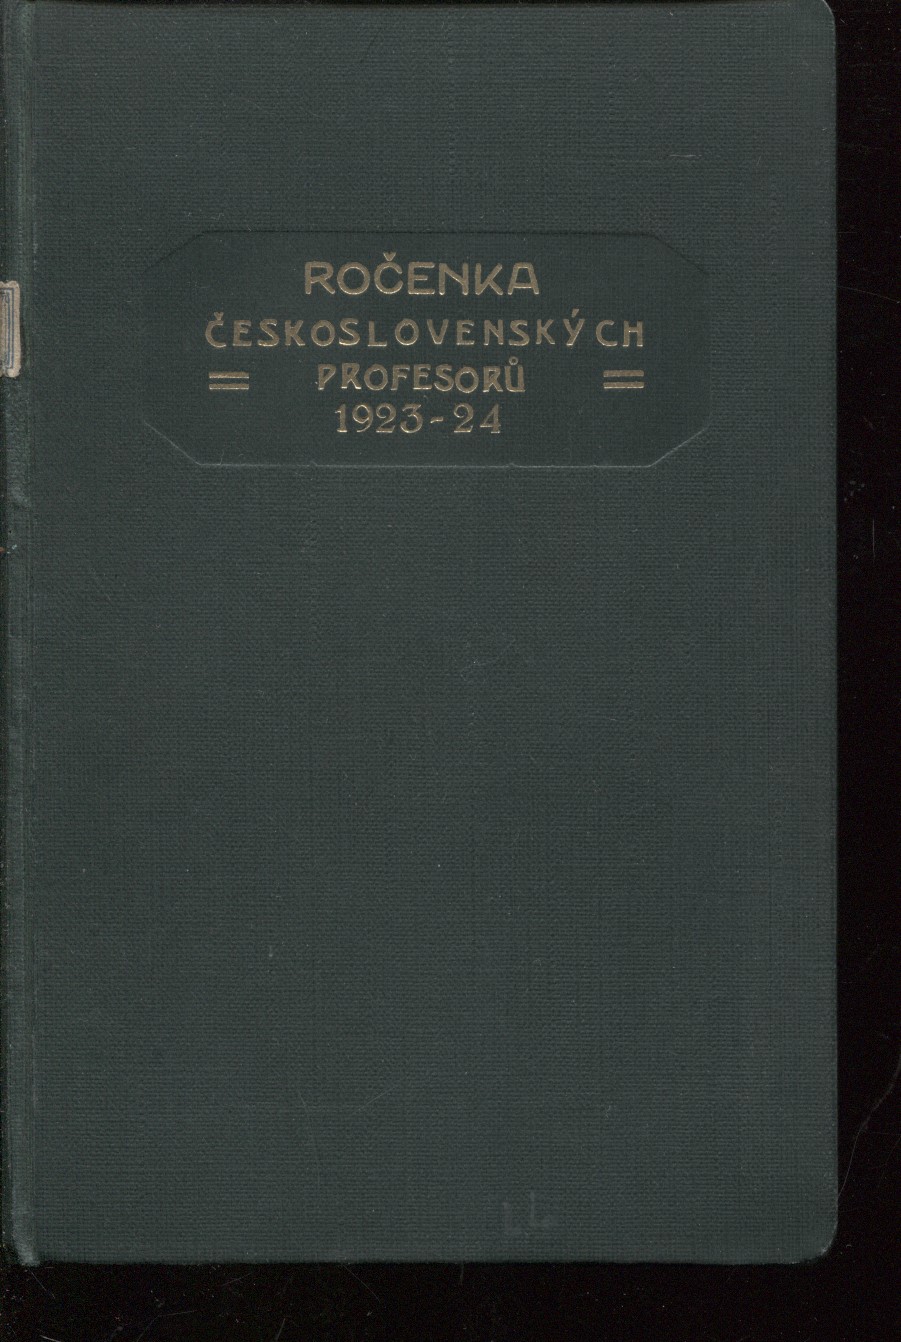 ROČENKA
ČESKOSLOVENSKÝCH
PROFESORŮ
1923-24